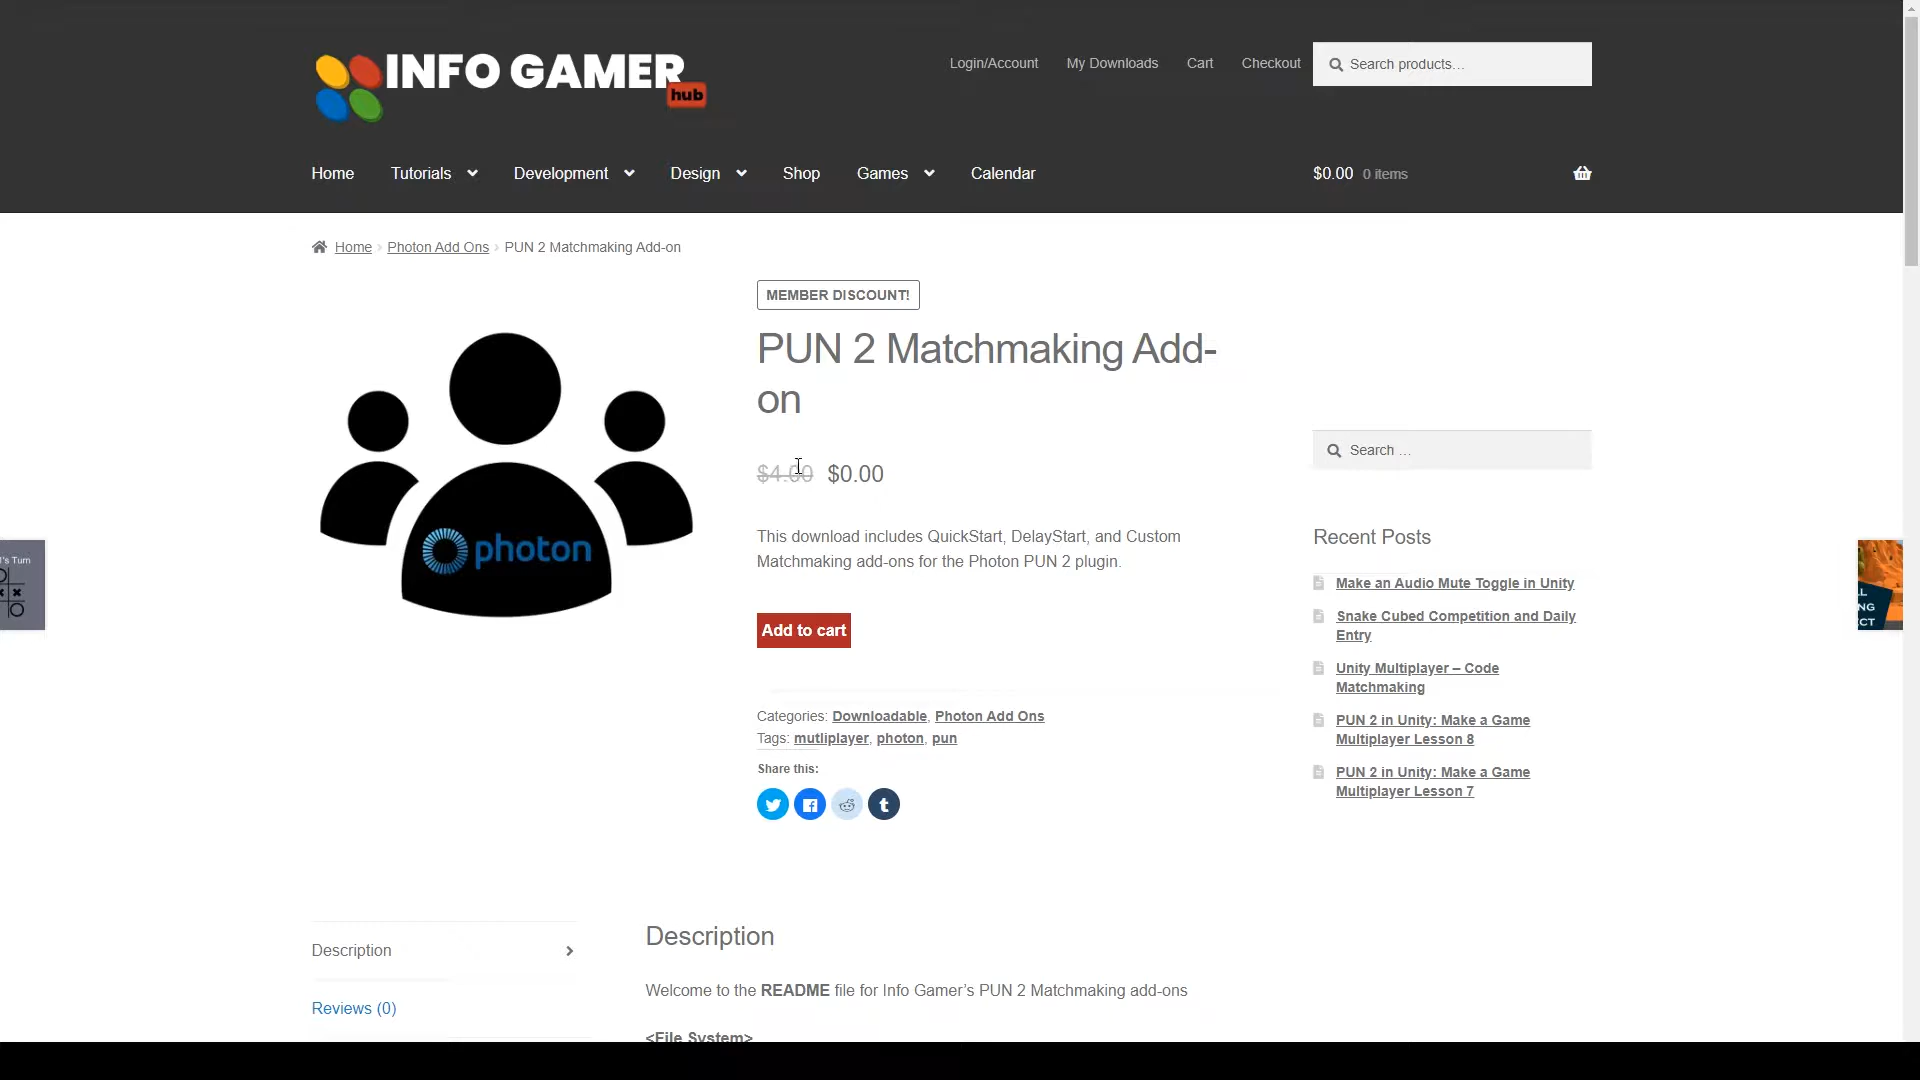 INFO GAMER
hub
Login/Account My Downloads Cart Checkout Search products…
Home Tutorials Development Design Shop Games Calendar $0.00 0 items
Home Photon Add Ons PUN 2 Matchmaking Add-on
MEMBER DISCOUNT!
PUN 2 Matchmaking Add-
on
$4.00 $0.00
This download includes QuickStart, DelayStart, and Custom
Matchmaking add-ons for the Photon PUN 2 plugin.
Add to cart
Categories: Downloadable, Photon Add Ons
Tags: mutliplayer, photon, pun
Share this:
photon
's Turn
Search …
Recent Posts
Make an Audio Mute Toggle in Unity
Snake Cubed Competition and Daily
Entry
Unity Multiplayer – Code
Matchmaking
PUN 2 in Unity: Make a Game
Multiplayer Lesson 8
PUN 2 in Unity: Make a Game
Multiplayer Lesson 7
LL
NG
CT
Description
Reviews (0)
Description
Welcome to the README file for Info Gamer’s PUN 2 Matchmaking add-ons
<File System>